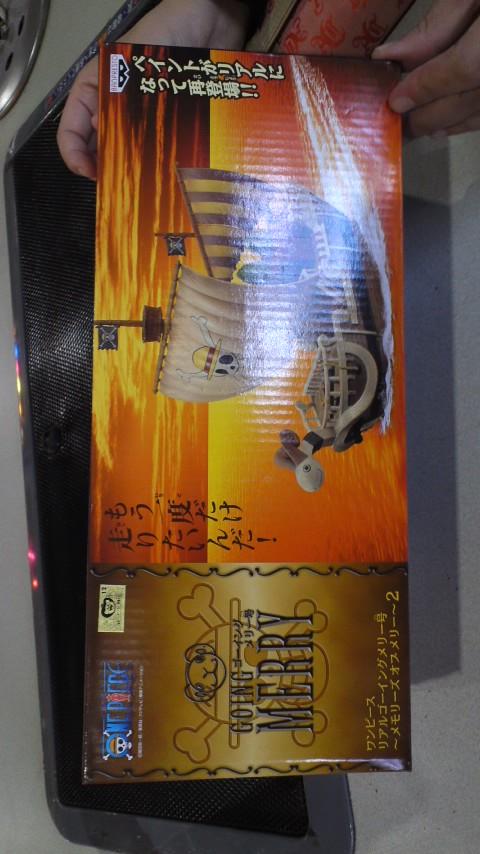 BANPRESTO
ペイントがリアルに
なって再登場!!
もう一度だけ
走りたいんだ!
ONE PIECE
GOING
ゴーイング
メリー号
MERRY
ワンピース
リアルゴーイングメリー号
～メモリーズ オブ メリー～2